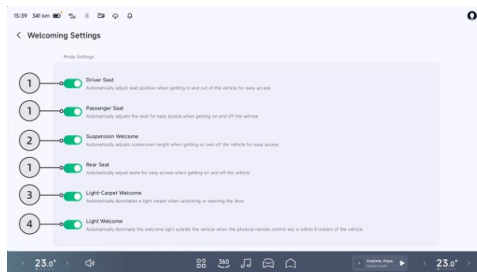 15:39 341 km
Welcoming Settings
Mode Settings
1
Driver Seat
Automatically adjust seat position when getting in and out of the vehicle for easy access
1
Passenger Seat
Automatically adjusts the seat for easy access when getting on and off the vehicle
2
Suspension Welcome
Automatically adjusts suspension height when getting on and off the vehicle for easy access
1
Rear Seat
Automatically adjust seats for easy access when getting on and off the vehicle
3
Light-Carpet Welcome
Automatically illuminates a light carpet when unlocking or opening the door
4
Light Welcome
Automatically illuminate the welcome light outside the vehicle when the physical remote control key is within 8 meters of the vehicle
23.0° 360 Anytime, Anyw... 23.0°